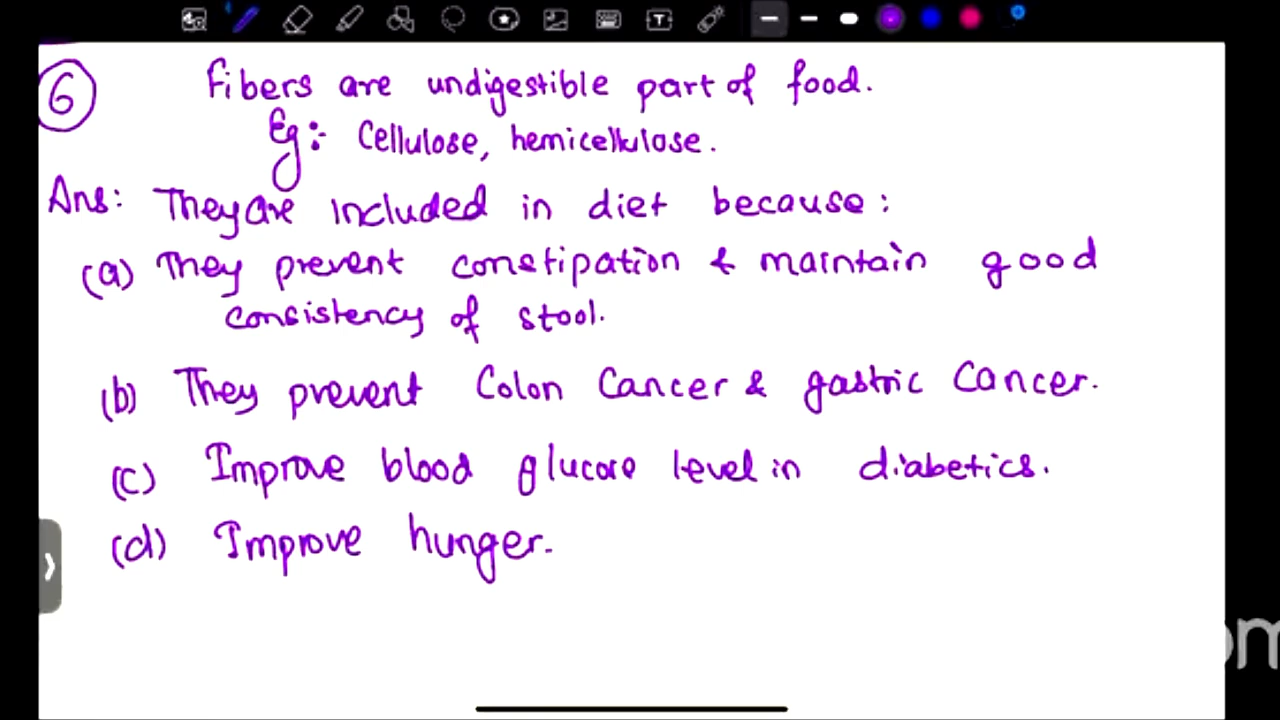 6 Fibers are undigestible part of food.
Eg:- Cellulose, hemicellulose.
Ans: They are included in diet because:
(a) They prevent constipation & maintain good
consistency of stool.
(b) They prevent Colon Cancer & gastric Cancer.
(c) Improve blood glucose level in diabetics.
(d) Improve hunger.
om